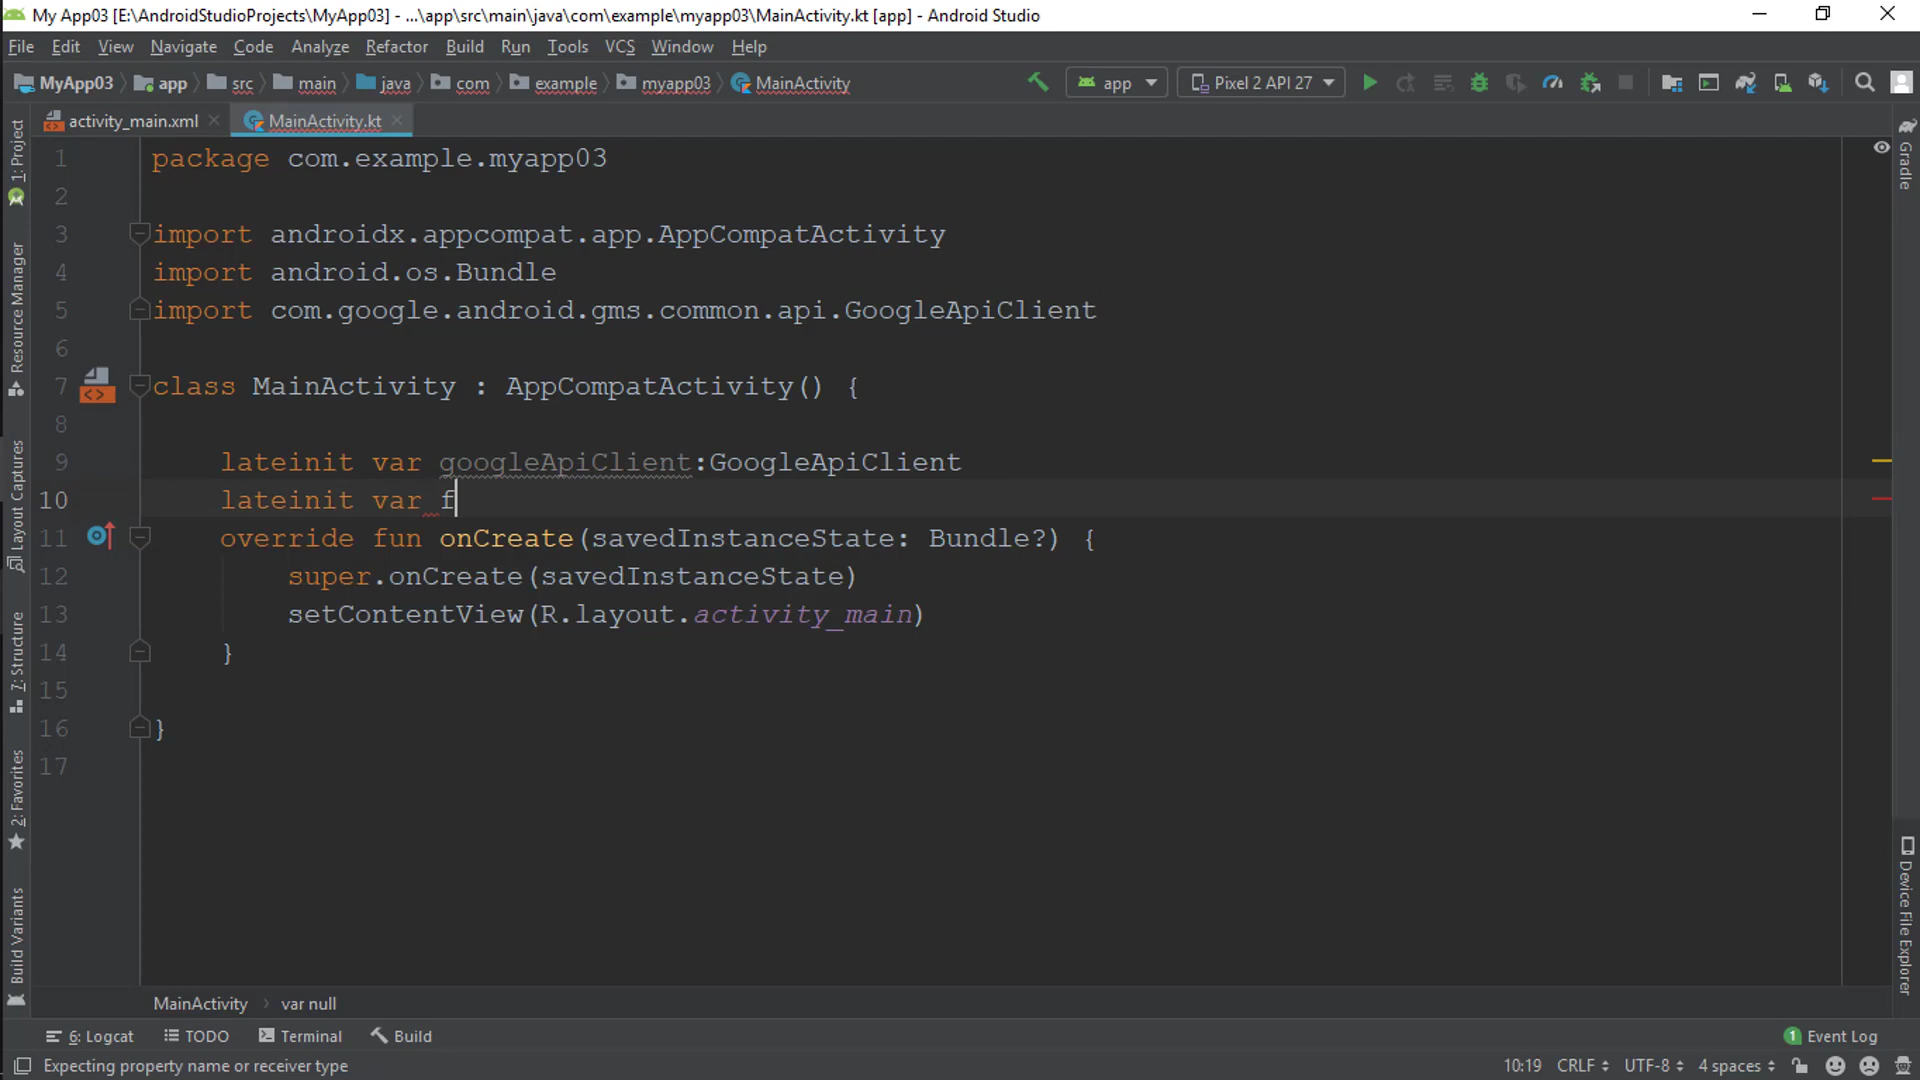 My App03 [E:\AndroidStudioProjects\MyApp03] - ...\app\src\main\java\com\example\myapp03\MainActivity.kt [app] - Android Studio
File Edit View Navigate Code Analyze Refactor Build Run Tools VCS Window Help
MyApp03 app src main java com example myapp03 MainActivity app Pixel 2 API 27
activity_main.xml MainActivity.kt
1 package com.example.myapp03
2
3 import androidx.appcompat.app.AppCompatActivity
4 import android.os.Bundle
5 import com.google.android.gms.common.api.GoogleApiClient
6
7 class MainActivity : AppCompatActivity() {
8
9 lateinit var googleApiClient:GoogleApiClient
10 lateinit var f
11 override fun onCreate(savedInstanceState: Bundle?) {
12 super.onCreate(savedInstanceState)
13 setContentView(R.layout.activity_main)
14 }
15
16 }
17
1: Project
Resource Manager
Layout Captures
7: Structure
2: Favorites
Build Variants
Gradle
Device File Explorer
MainActivity var null
6: Logcat TODO Terminal Build 1 Event Log
Expecting property name or receiver type 10:19 CRLF UTF-8 4 spaces